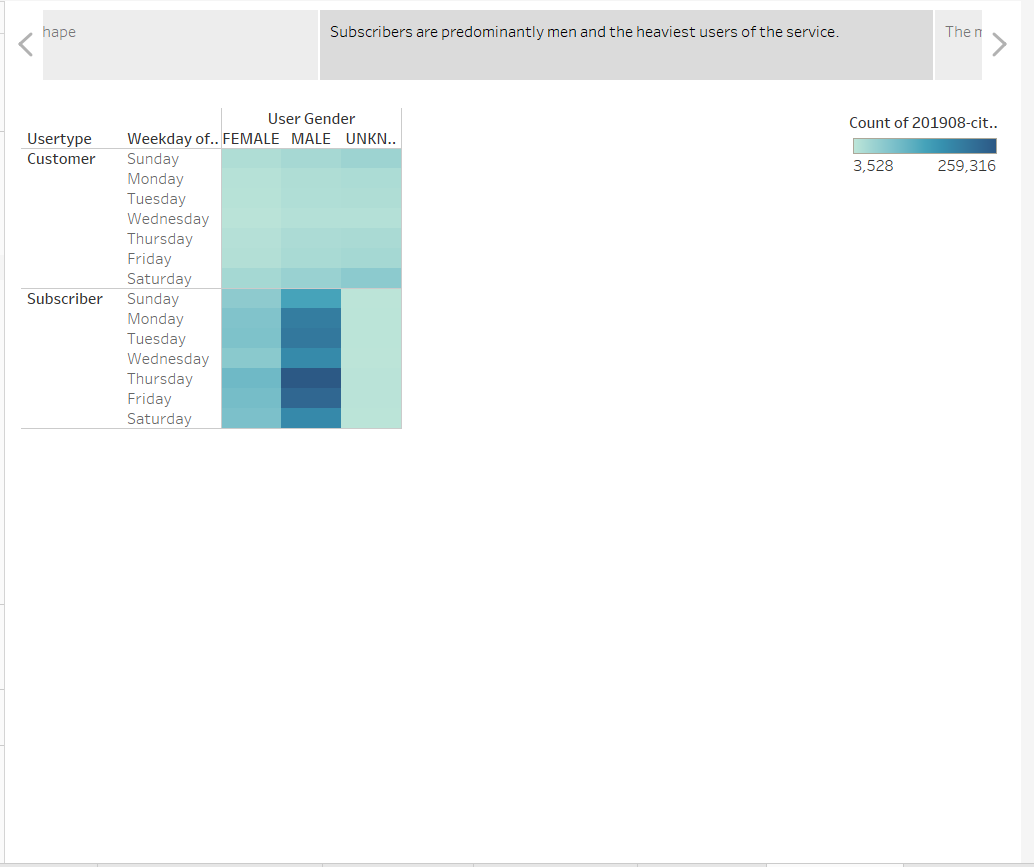 hape
Subscribers are predominantly men and the heaviest users of the service.
The m
User Gender
Usertype Weekday of.. FEMALE MALE UNKN..
Customer Sunday
Monday
Tuesday
Wednesday
Thursday
Friday
Saturday
Subscriber Sunday
Monday
Tuesday
Wednesday
Thursday
Friday
Saturday
Count of 201908-cit..
3,528 259,316